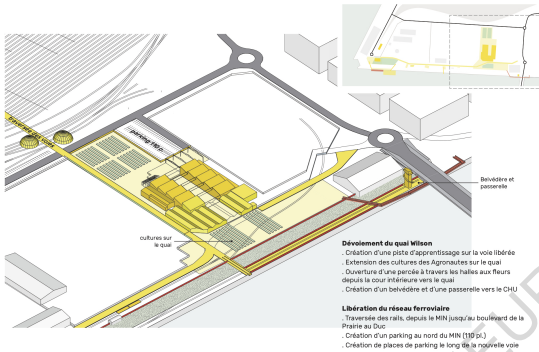 traversée des voies
parking 110 p.
Belvédère et
passerelle
cultures sur
le quai
Dévoiement du quai Wilson
. Création d'une piste d'apprentissage sur la voie libérée
. Extension des cultures des Agronautes sur le quai
. Ouverture d'une percée à travers les halles aux fleurs
depuis la cour intérieure vers le quai
. Création d'un belvédère et d'une passerelle vers le CHU
Libération du réseau ferroviaire
. Traversée des rails, depuis le MIN jusqu'au boulevard de la
Prairie au Duc
. Création d'un parking au nord du MIN (110 pl.)
. Création de places de parking le long de la nouvelle voie
EUR